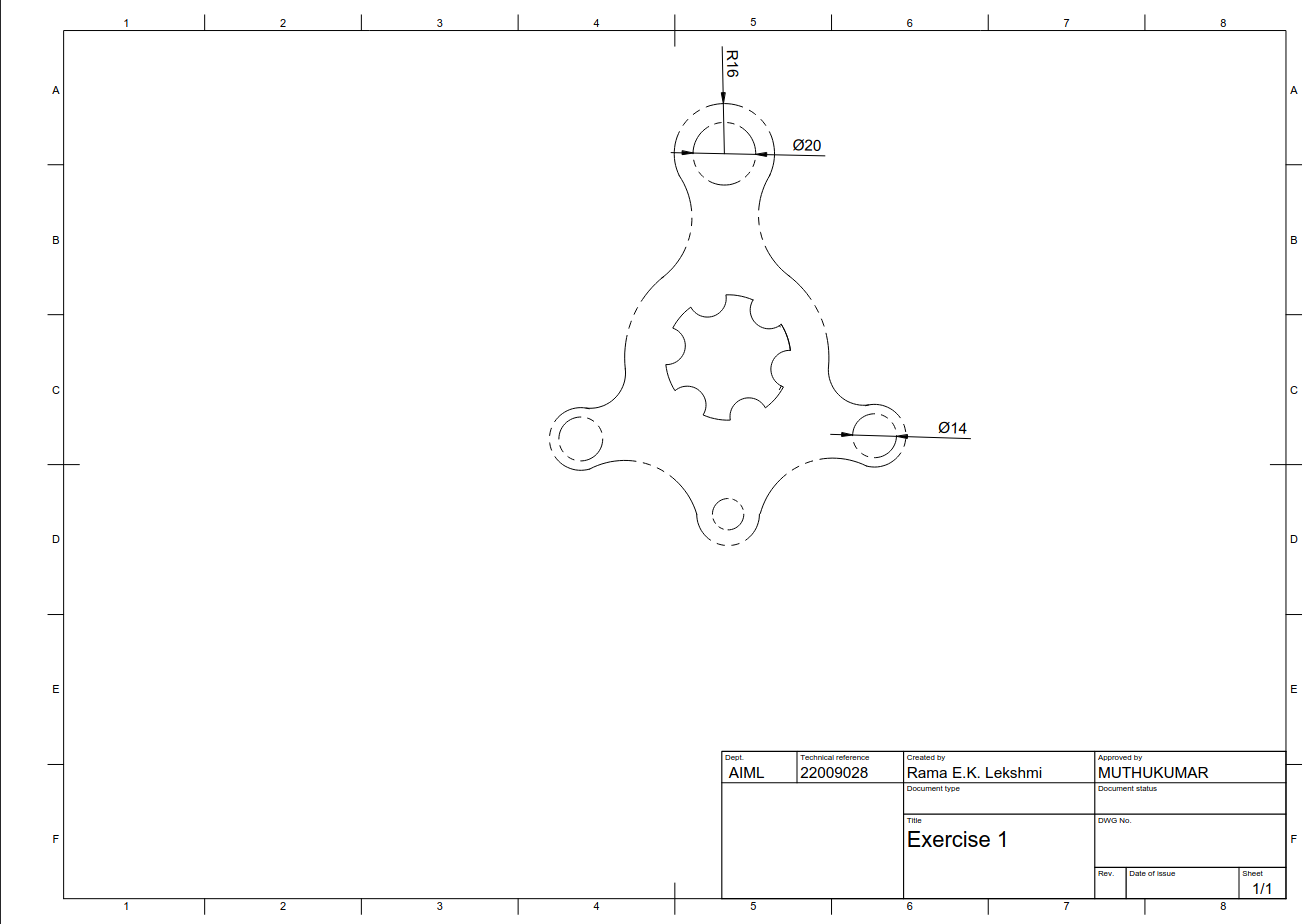 1 2 3 4 5 6 7 8
R16
A A
Ø20
B B
C C
Ø14
D D
E E
Dept. Technical reference Created by Approved by
AIML 22009028 Rama E.K. Lekshmi MUTHUKUMAR
Document type Document status
Title DWG No.
F Exercise 1 F
Rev. Date of issue Sheet
1/1
1 2 3 4 5 6 7 8